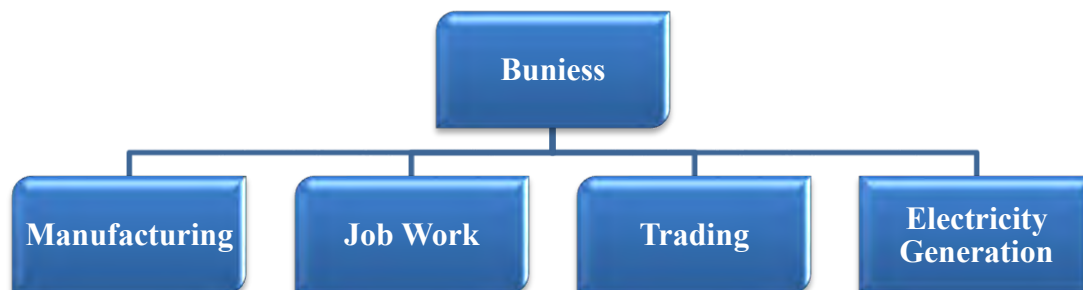 Buniess
Manufacturing
Job Work
Trading
Electricity
Generation